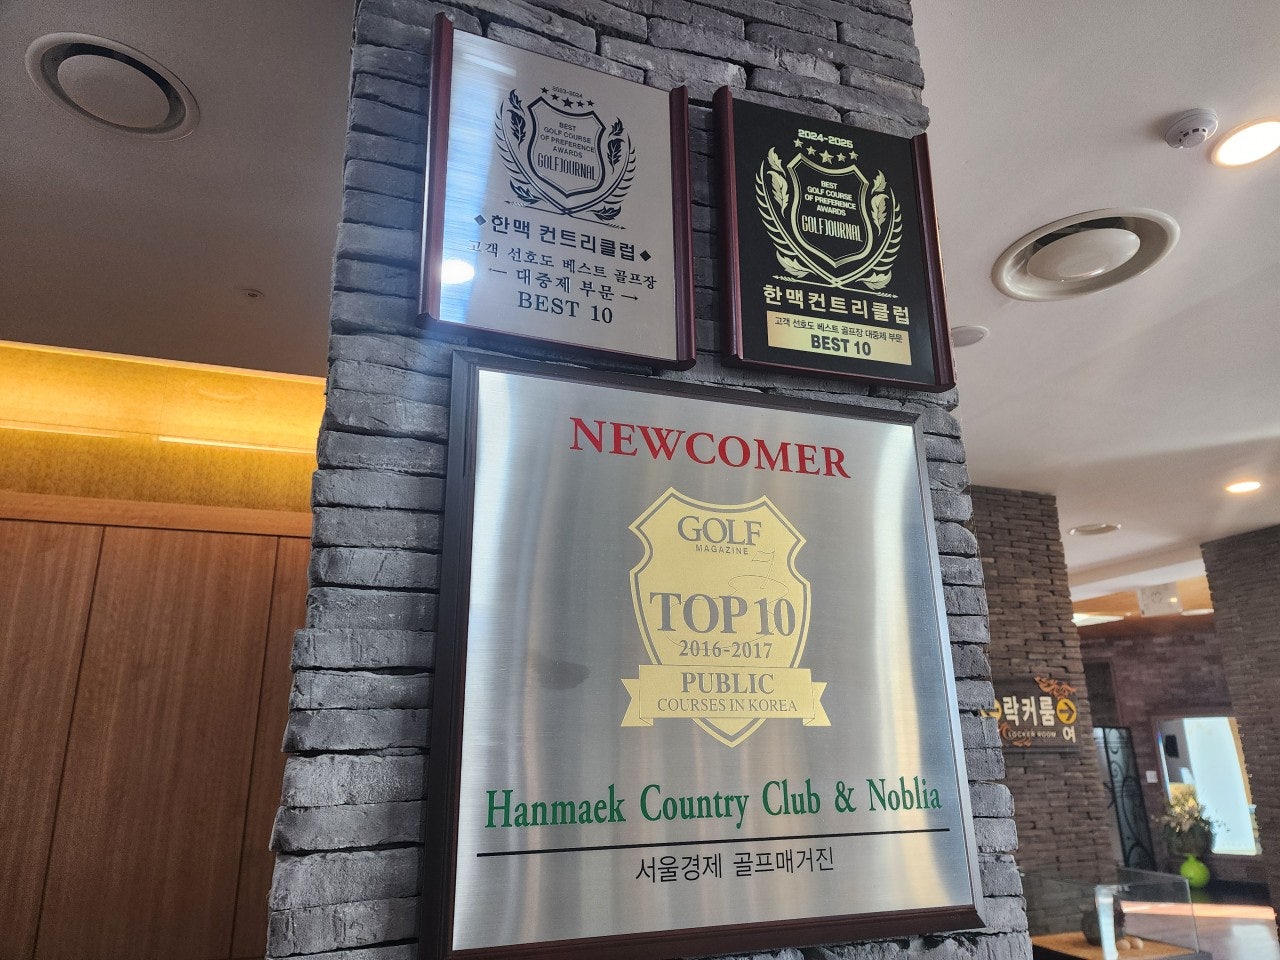 2023-2024
BEST
GOLF COURSE
OF PREFERENCE
AWARDS
GOLFJOURNAL
한맥 컨트리클럽
고객 선호도 베스트 골프장
대중제 부문
BEST 10
2024-2025
BEST
GOLF COURSE
OF PREFERENCE
AWARDS
GOLFJOURNAL
한맥컨트리클럽
고객 선호도 베스트 골프장 대중제 부문
BEST 10
NEWCOMER
GOLF
MAGAZINE
TOP 10
2016-2017
PUBLIC
COURSES IN KOREA
Hanmaek Country Club & Noblia
서울경제 골프매거진
락커룸
LOCKER ROOM
여